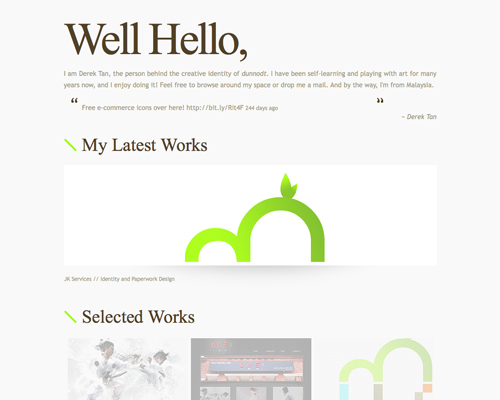 Well Hello,
I am Derek Tan, the person behind the creative identity of dunnodt. I have been self-learning and playing with art for many
years now, and I enjoy doing it! Feel free to browse around my space or drop me a mail. And by the way, I'm from Malaysia.
“ Free e-commerce icons over here! http://bit.ly/Rlt4F 244 days ago ”
~ Derek Tan
My Latest Works
JK Services // Identity and Paperwork Design
Selected Works